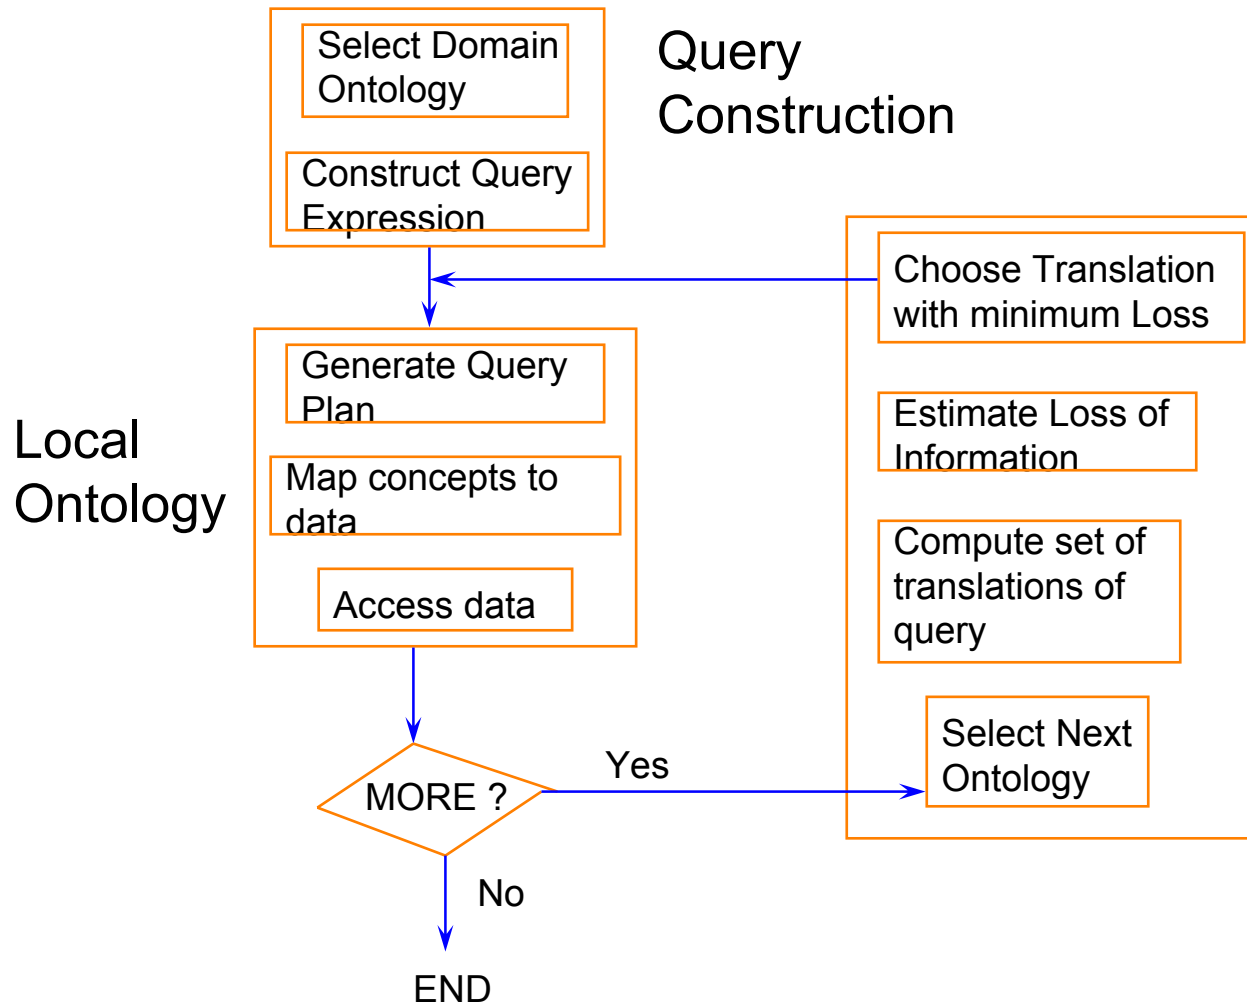 Select Domain
Ontology
Query
Construction
Construct Query
Expression
Choose Translation
with minimum Loss
Generate Query
Plan
Estimate Loss of
Information
Local
Ontology
Map concepts to
data
Compute set of
translations of
query
Access data
Select Next
Ontology
Yes
MORE ?
No
END